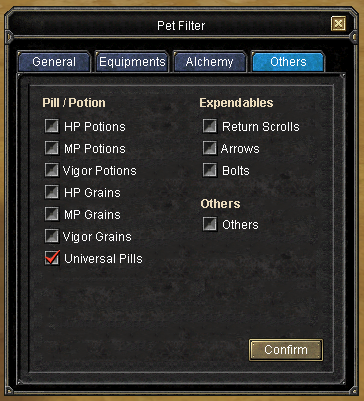 Pet Filter
General Equipments Alchemy Others
Pill / Potion
HP Potions
MP Potions
Vigor Potions
HP Grains
MP Grains
Vigor Grains
Universal Pills
Expendables
Return Scrolls
Arrows
Bolts
Others
Others
Confirm